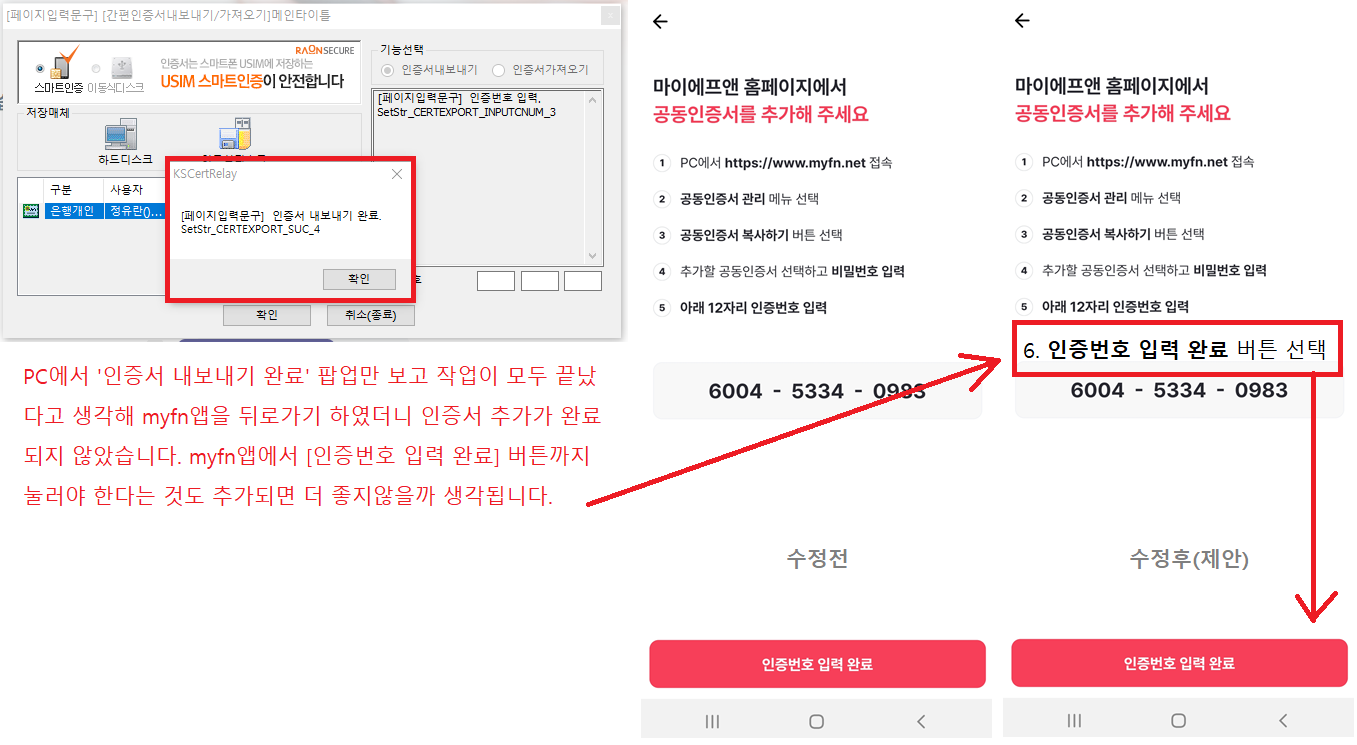 [페이지입력문구] [간편인증서내보내기/가져오기]메인타이틀
RAONSECURE
인증서는 스마트폰 USIM에 저장하는
USIM 스마트인증이 안전합니다
스마트인증 이동식디스크
저장매체
하드디스크
구분 사용자
은행개인 정유란()...
기능선택
인증서내보내기 인증서가져오기
[페이지입력문구] 인증번호 입력,
SetStr_CERTEXPORT_INPUTCNUM_3
KSCertRelay
[페이지입력문구] 인증서 내보내기 완료.
SetStr_CERTEXPORT_SUC_4
확인
호
확인 취소(종료)
PC에서 '인증서 내보내기 완료' 팝업만 보고 작업이 모두 끝났
다고 생각해 myfn앱을 뒤로가기 하였더니 인증서 추가가 완료
되지 않았습니다. myfn앱에서 [인증번호 입력 완료] 버튼까지
눌러야 한다는 것도 추가되면 더 좋지않을까 생각됩니다.
마이에프앤 홈페이지에서
공동인증서를 추가해 주세요
1 PC에서 https://www.myfn.net 접속
2 공동인증서 관리 메뉴 선택
3 공동인증서 복사하기 버튼 선택
4 추가할 공동인증서 선택하고 비밀번호 입력
5 아래 12자리 인증번호 입력
6004 - 5334 - 0983
수정전
인증번호 입력 완료
마이에프앤 홈페이지에서
공동인증서를 추가해 주세요
1 PC에서 https://www.myfn.net 접속
2 공동인증서 관리 메뉴 선택
3 공동인증서 복사하기 버튼 선택
4 추가할 공동인증서 선택하고 비밀번호 입력
5 아래 12자리 인증번호 입력
6. 인증번호 입력 완료 버튼 선택
6004 - 5334 - 0983
수정후(제안)
인증번호 입력 완료